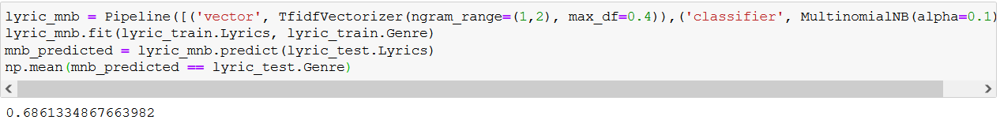 lyric_mnb = Pipeline([('vector', TfidfVectorizer(ngram_range=(1,2), max_df=0.4)),('classifier', MultinomialNB(alpha=0.1)
lyric_mnb.fit(lyric_train.Lyrics, lyric_train.Genre)
mnb_predicted = lyric_mnb.predict(lyric_test.Lyrics)
np.mean(mnb_predicted == lyric_test.Genre)
0.6861334867663982